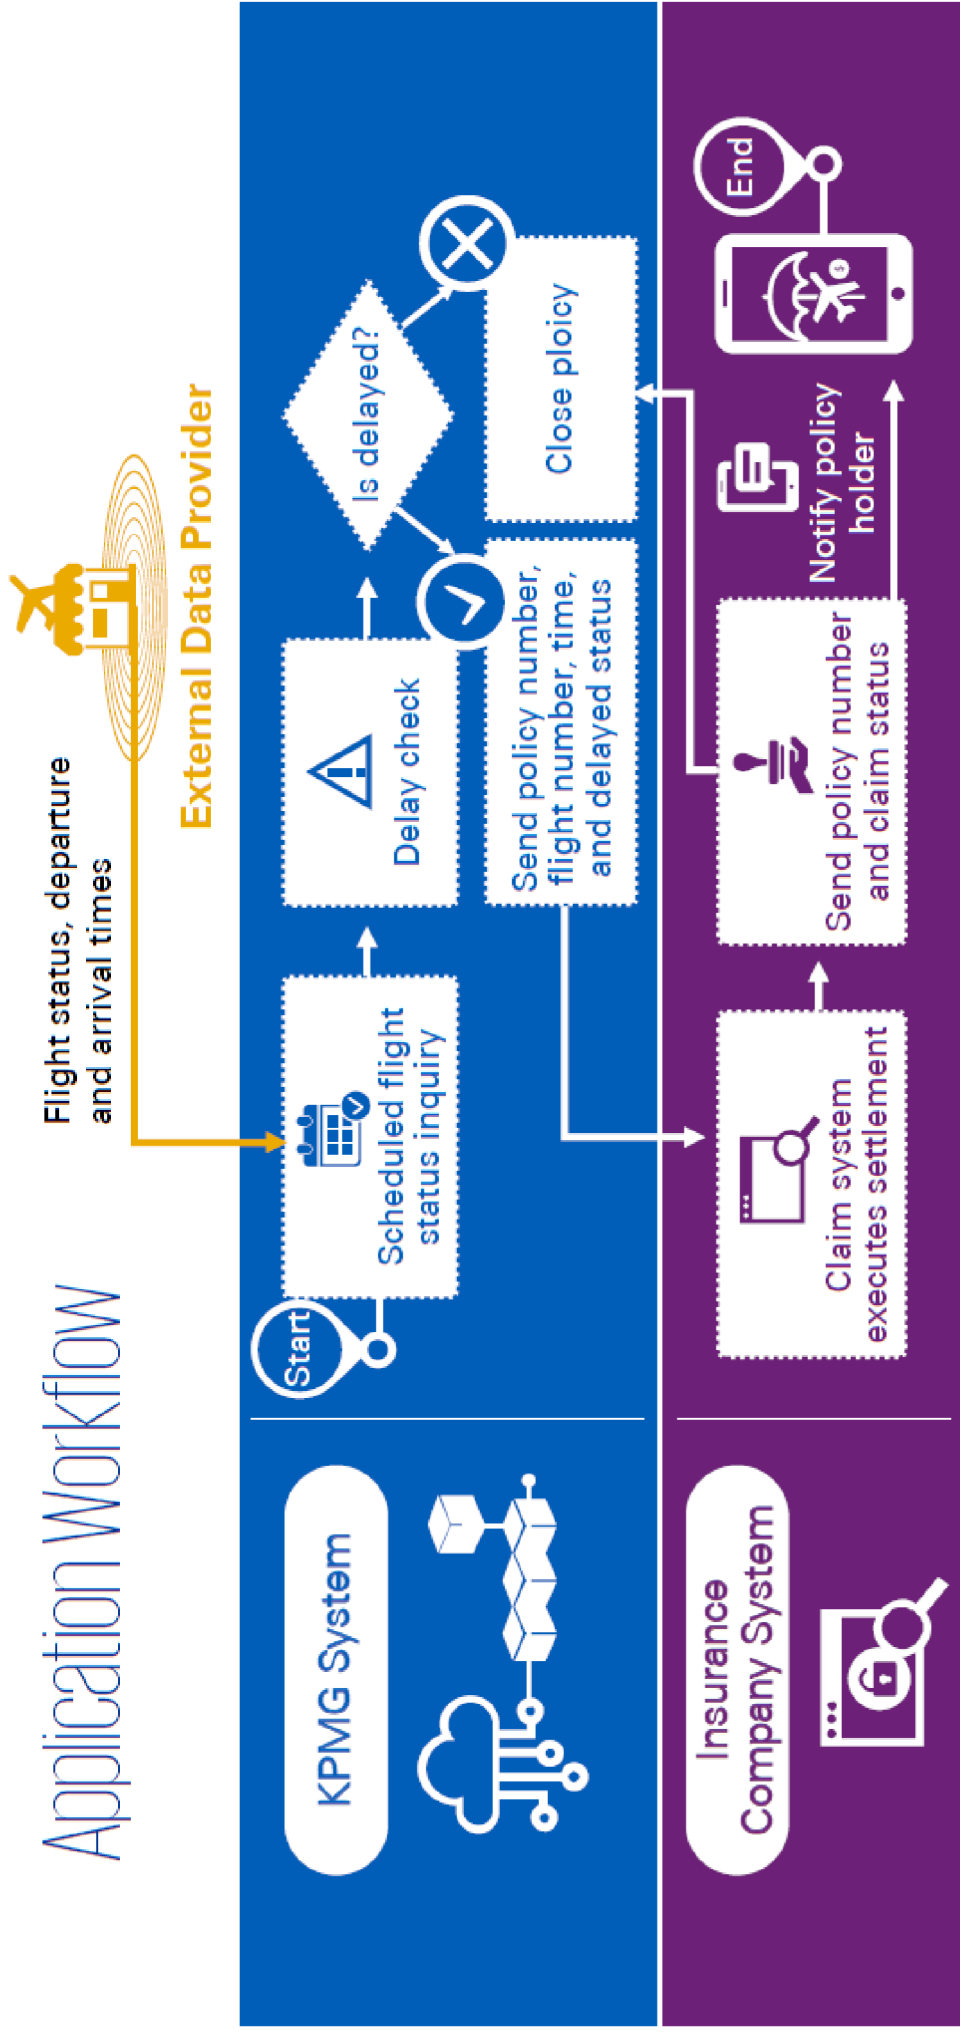 Application Workflow
Flight status, departure
and arrival times
External Data Provider
KPMG System
Start
Scheduled flight
status inquiry
Delay check
Is delayed?
Send policy number,
flight number, time,
and delayed status
Close ploicy
Insurance
Company System
Claim system
executes settlement
Send policy number
and claim status
Notify policy
holder
$
End